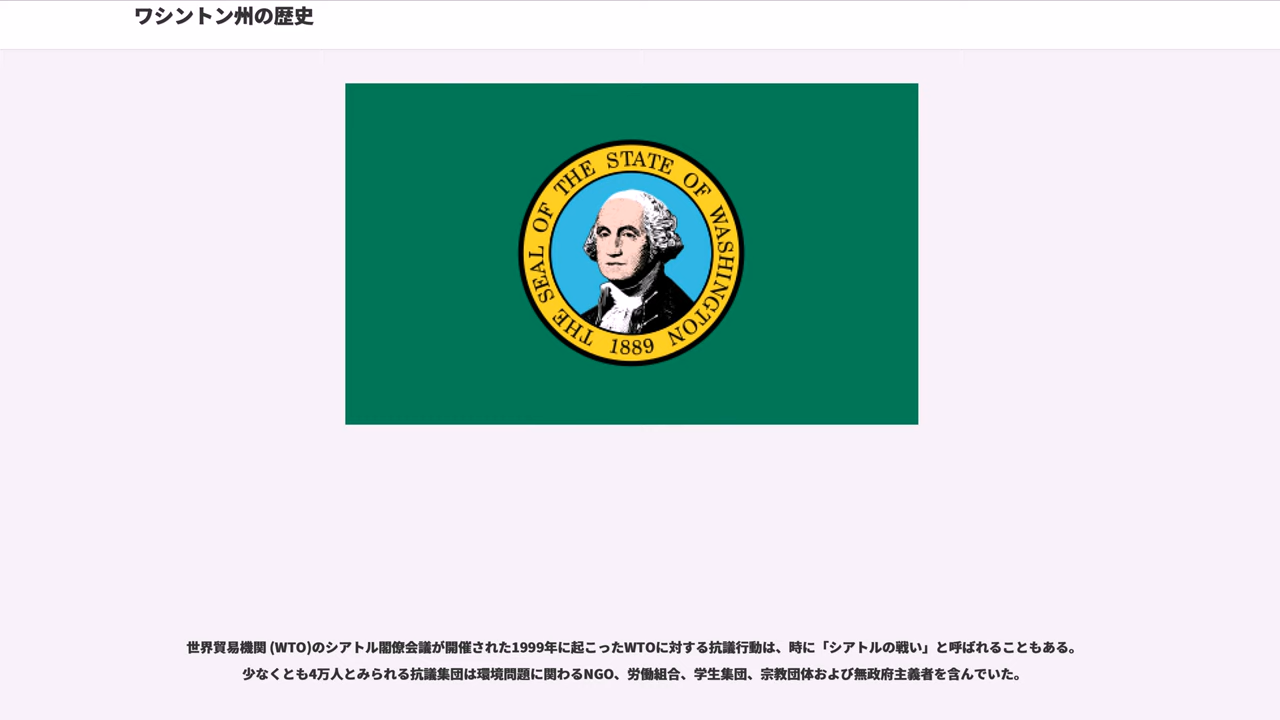 ワシントン州の歴史
THE SEAL OF THE STATE OF WASHINGTON
1889
世界貿易機関 (WTO)のシアトル閣僚会議が開催された1999年に起こったWTOに対する抗議行動は、時に「シアトルの戦い」と呼ばれることもある。
少なくとも4万人とみられる抗議集団は環境問題に関わるNGO、労働組合、学生集団、宗教団体および無政府主義者を含んでいた。